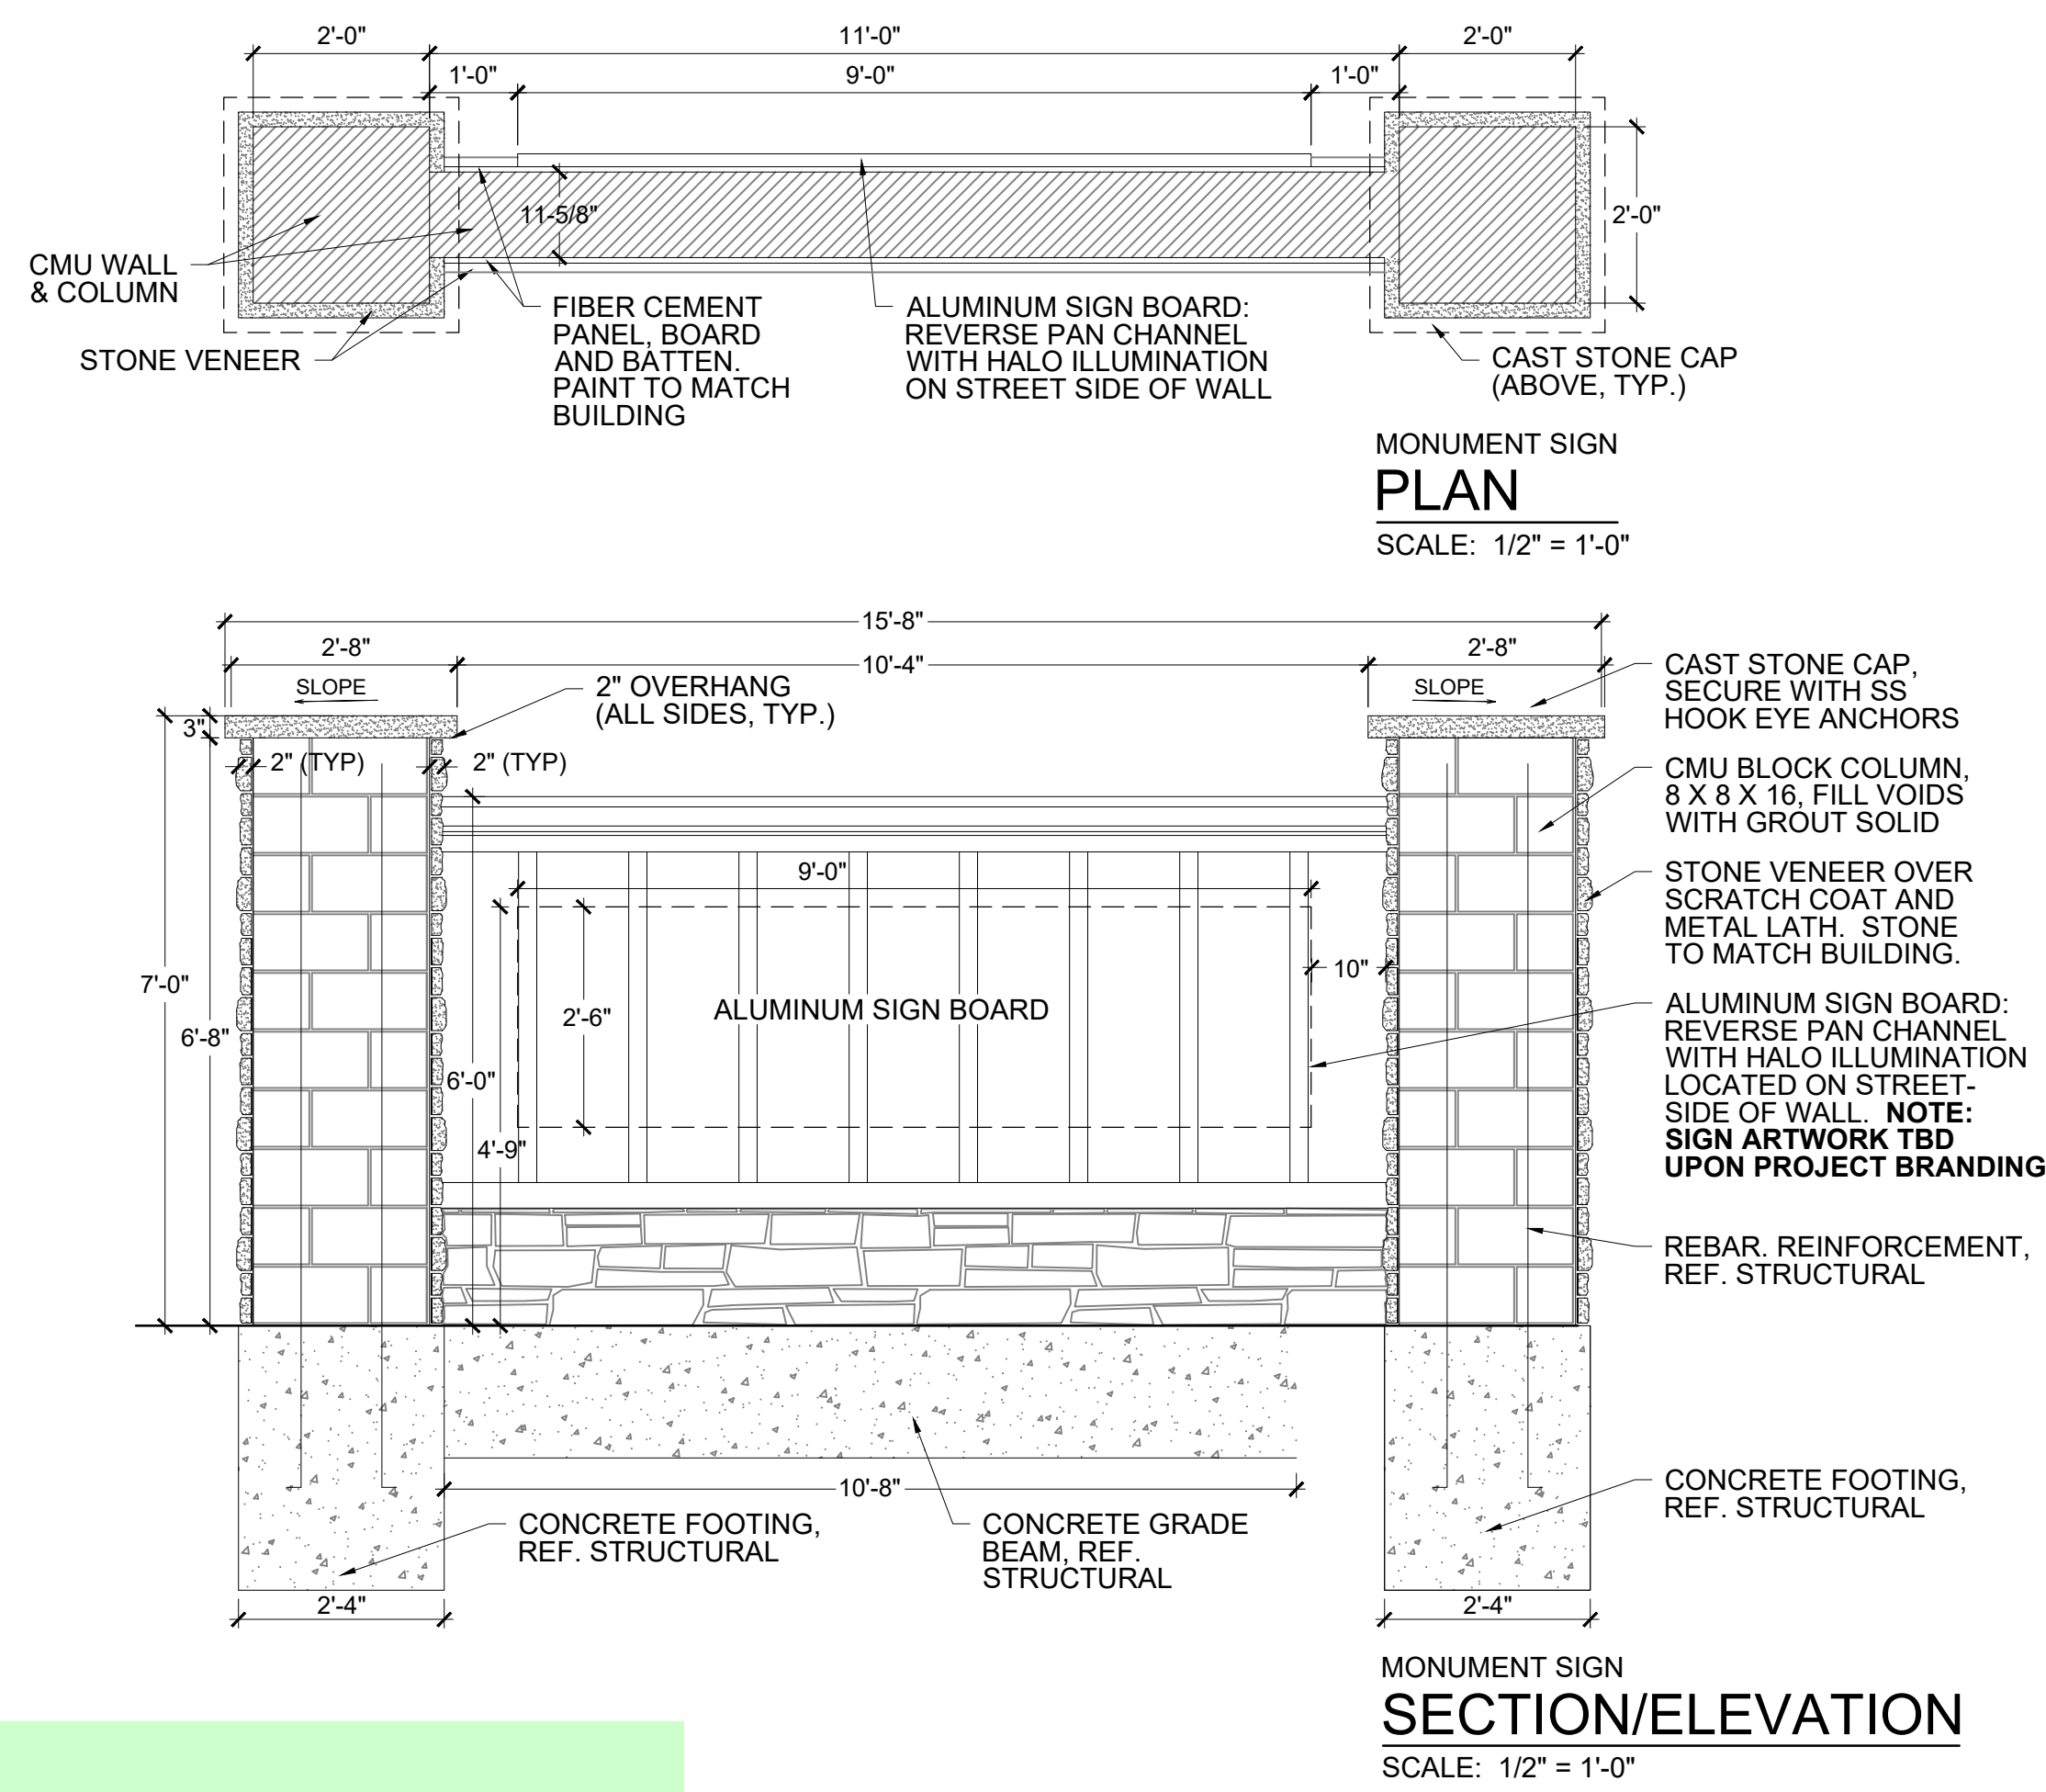 2'-0" 11'-0" 2'-0"
1'-0" 9'-0" 1'-0"
11-5/8"
2'-0"
CMU WALL
& COLUMN
STONE VENEER
FIBER CEMENT
PANEL, BOARD
AND BATTEN.
PAINT TO MATCH
BUILDING
ALUMINUM SIGN BOARD:
REVERSE PAN CHANNEL
WITH HALO ILLUMINATION
ON STREET SIDE OF WALL
CAST STONE CAP
(ABOVE, TYP.)
MONUMENT SIGN
PLAN
SCALE: 1/2" = 1'-0"
15'-8"
2'-8" 10'-4" 2'-8"
SLOPE
SLOPE
2" OVERHANG
(ALL SIDES, TYP.)
3"
2" (TYP) 2" (TYP)
9'-0"
7'-0"
6'-8"
10"
2'-6"
ALUMINUM SIGN BOARD
6'-0"
4'-9"
CAST STONE CAP,
SECURE WITH SS
HOOK EYE ANCHORS
CMU BLOCK COLUMN,
8 X 8 X 16, FILL VOIDS
WITH GROUT SOLID
STONE VENEER OVER
SCRATCH COAT AND
METAL LATH. STONE
TO MATCH BUILDING.
ALUMINUM SIGN BOARD:
REVERSE PAN CHANNEL
WITH HALO ILLUMINATION
LOCATED ON STREET-
SIDE OF WALL. NOTE:
SIGN ARTWORK TBD
UPON PROJECT BRANDING
REBAR. REINFORCEMENT,
REF. STRUCTURAL
CONCRETE FOOTING,
REF. STRUCTURAL
10'-8"
CONCRETE FOOTING,
REF. STRUCTURAL
CONCRETE GRADE
BEAM, REF.
STRUCTURAL
2'-4" 2'-4"
MONUMENT SIGN
SECTION/ELEVATION
SCALE: 1/2" = 1'-0"